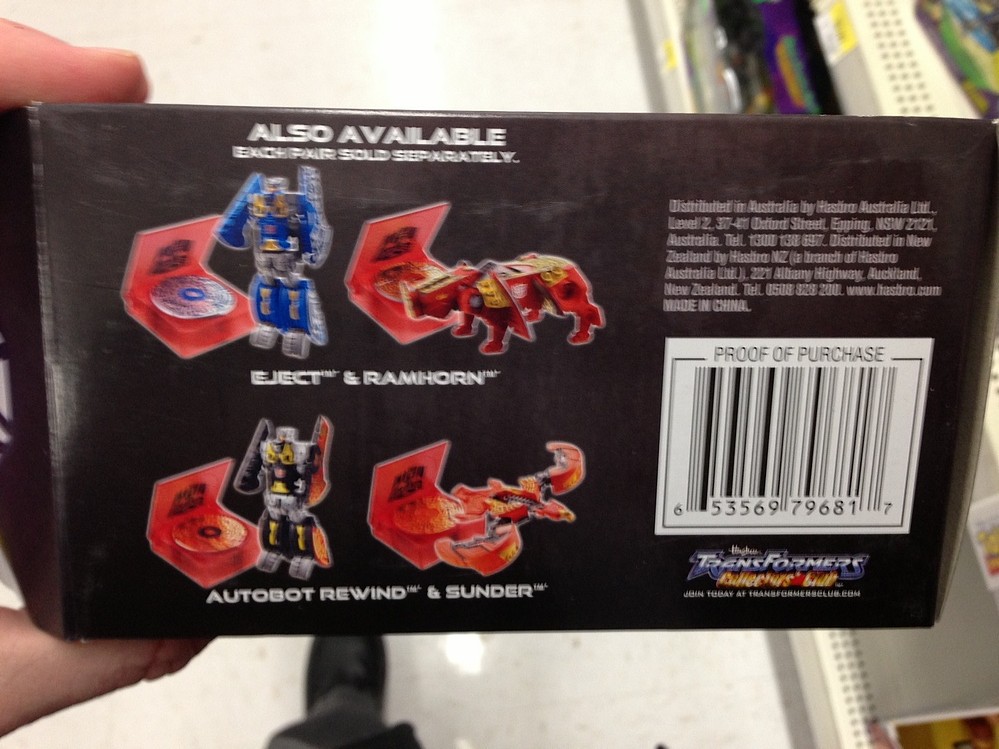 ALSO AVAILABLE
EACH PAIR SOLD SEPARATELY.
EJECT™ & RAMHORN™
AUTOBOT REWIND™ & SUNDER™
Distributed in Australia by Hasbro Australia Ltd.,
Level 2, 37-41 Oxford Street, Epping, NSW 2121,
Australia. Tel. 1300 138 697. Distributed in New
Zealand by Hasbro NZ (a branch of Hasbro
Australia Ltd.), 221 Albany Highway, Auckland,
New Zealand. Tel. 0508 828 200. www.hasbro.com
MADE IN CHINA.
PROOF OF PURCHASE
6 53569 79681 7
Hasbro
TRANSFORMERS
Collectors' Club
JOIN TODAY AT TRANSFORMERSCLUB.COM